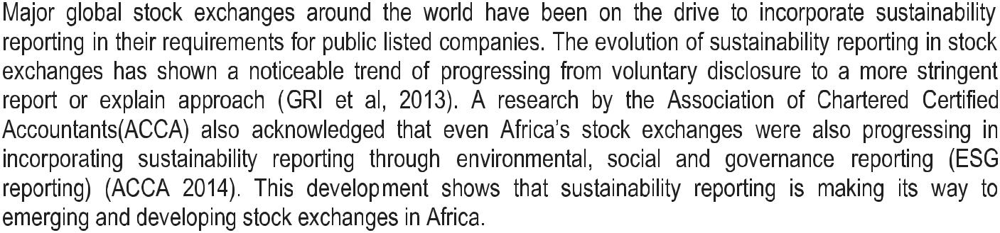 Major global stock exchanges around the world have been on the drive to incorporate sustainability
reporting in their requirements for public listed companies. The evolution of sustainability reporting in stock
exchanges has shown a noticeable trend of progressing from voluntary disclosure to a more stringent
report or explain approach (GRI et al, 2013). A research by the Association of Chartered Certified
Accountants(ACCA) also acknowledged that even Africa’s stock exchanges were also progressing in
incorporating sustainability reporting through environmental, social and governance reporting (ESG
reporting) (ACCA 2014). This development shows that sustainability reporting is making its way to
emerging and developing stock exchanges in Africa.